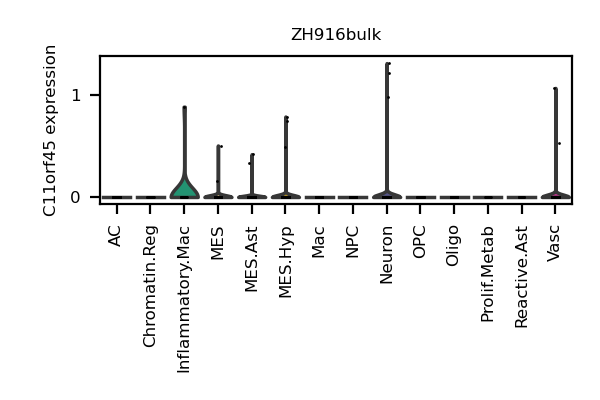 ZH916bulk
C11orf45 expression
1
0
AC
Chromatin.Reg
Inflammatory.Mac
MES
MES.Ast
MES.Hyp
Mac
NPC
Neuron
OPC
Oligo
Prolif.Metab
Reactive.Ast
Vasc